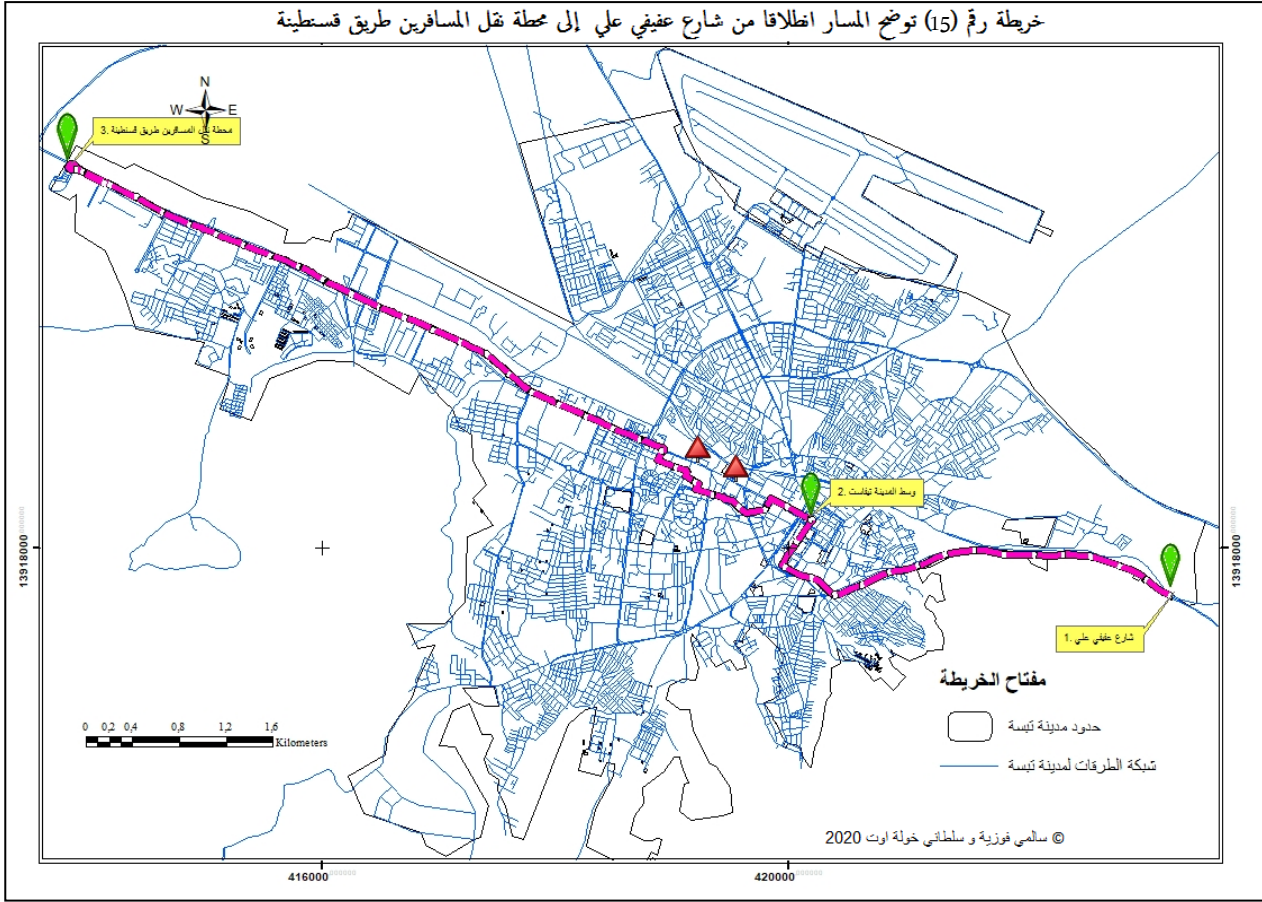 خريطة رقم (15) توضح المسار انطلاقا من شارع عفيفي علي إلى محطة نقل المسافرين طريق قسنطينة
N
W E
S
3. محطة نقل المسافرين طريق قسنطينة
2. وسط المدينة تيفاست
1. شارع عفيفي علي
13918000
13918000
مفتاح الخريطة
حدود مدينة تبسة
شبكة الطرقات لمدينة تبسة
0 0,2 0,4 0,8 1,2 1,6
Kilometers
© سالمي فوزية و سلطاني خولة اوت 2020
416000
420000